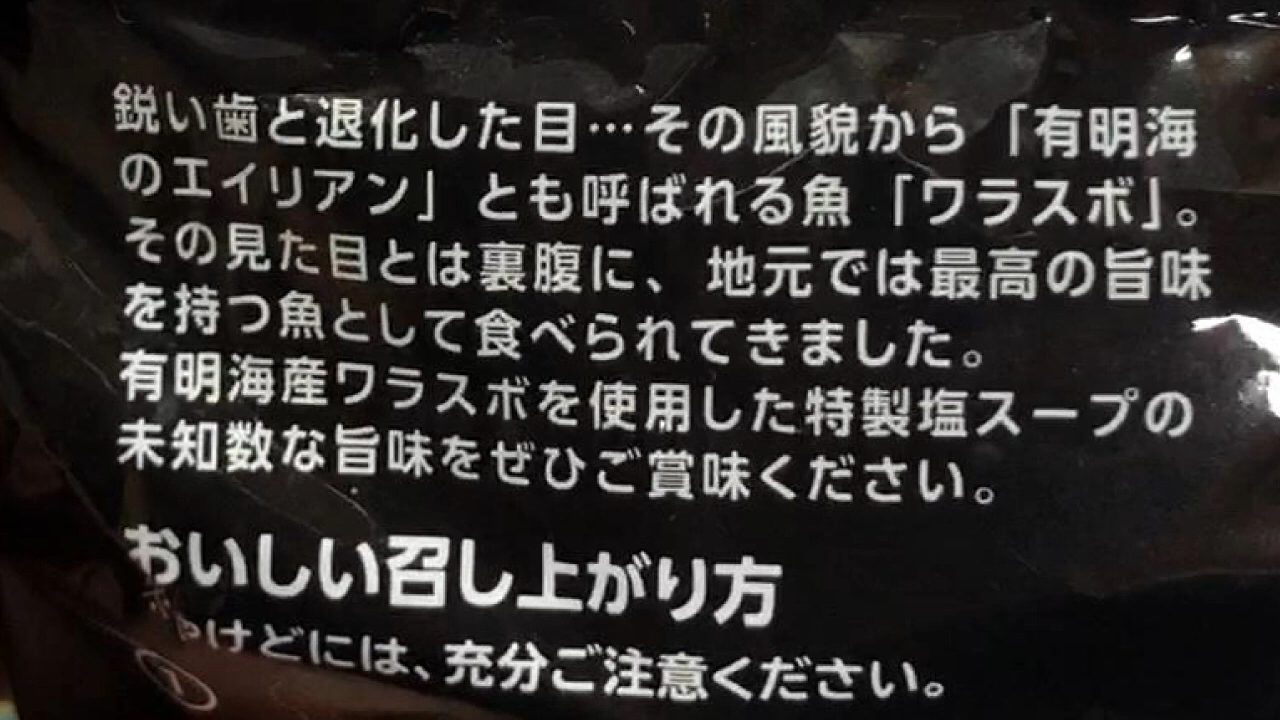 鋭い歯と退化した目…その風貌から「有明海
のエイリアン」とも呼ばれる魚「ワラスボ」。
その見た目とは裏腹に、地元では最高の旨味
を持つ魚として食べられてきました。
有明海産ワラスボを使用した特製塩スープの
未知数な旨味をぜひご賞味ください。
おいしい召し上がり方
やけどには、充分ご注意ください。
①